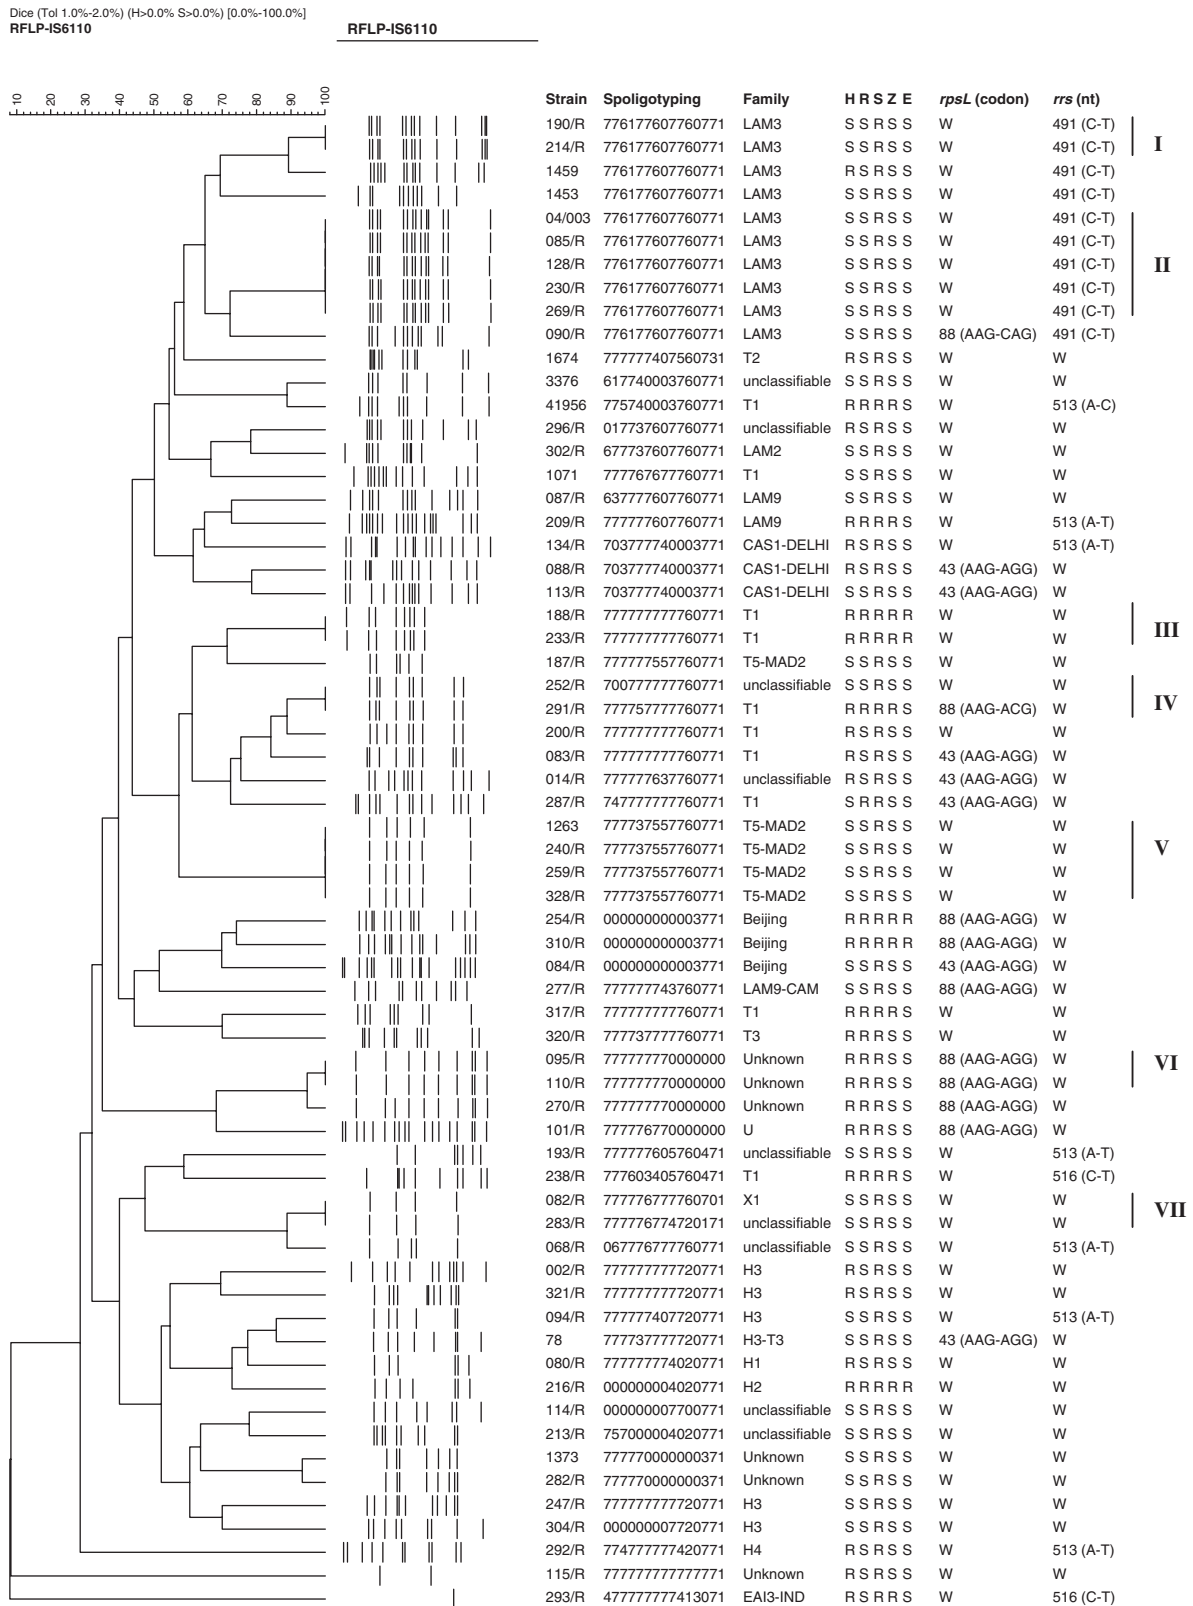 Dice (Tol 1.0%-2.0%) (H>0.0% S>0.0%) [0.0%-100.0%]
RFLP-IS6110 RFLP-IS6110
10 20 30 40 50 60 70 80 90 100
Strain Spoligotyping Family H R S Z E rpsL (codon) rrs (nt)
190/R 776177607760771 LAM3 S S R S S W 491 (C-T)
I
214/R 776177607760771 LAM3 S S R S S W 491 (C-T)
1459 776177607760771 LAM3 R S R S S W 491 (C-T)
1453 776177607760771 LAM3 S S R S S W 491 (C-T)
04/003 776177607760771 LAM3 S S R S S W 491 (C-T)
085/R 776177607760771 LAM3 S S R S S W 491 (C-T)
128/R 776177607760771 LAM3 S S R S S W 491 (C-T) II
230/R 776177607760771 LAM3 S S R S S W 491 (C-T)
269/R 776177607760771 LAM3 S S R S S W 491 (C-T)
090/R 776177607760771 LAM3 S S R S S 88 (AAG-CAG) 491 (C-T)
1674 777777407560731 T2 R S R S S W W
3376 617740003760771 unclassifiable S S R S S W W
41956 775740003760771 T1 R R R R S W 513 (A-C)
296/R 017737607760771 unclassifiable R S R S S W W
302/R 677737607760771 LAM2 S S R S S W W
1071 777767677760771 T1 S S R S S W W
087/R 637777607760771 LAM9 S S R S S W W
209/R 777777607760771 LAM9 R R R R S W 513 (A-T)
134/R 703777740003771 CAS1-DELHI R S R S S W 513 (A-T)
088/R 703777740003771 CAS1-DELHI R S R S S 43 (AAG-AGG) W
113/R 703777740003771 CAS1-DELHI S S R S S 43 (AAG-AGG) W
188/R 777777777760771 T1 R R R R R W W
III
233/R 777777777760771 T1 R R R R R W W
187/R 777777557760771 T5-MAD2 S S R S S W W
252/R 700777777760771 unclassifiable S S R S S W W
IV
291/R 777757777760771 T1 R R R R S 88 (AAG-ACG) W
200/R 777777777760771 T1 R S R S S W W
083/R 777777777760771 T1 R S R S S 43 (AAG-AGG) W
014/R 777777637760771 unclassifiable R S R S S 43 (AAG-AGG) W
287/R 747777777760771 T1 S R R S S 43 (AAG-AGG) W
1263 777737557760771 T5-MAD2 S S R S S W W
240/R 777737557760771 T5-MAD2 S S R S S W W V
259/R 777737557760771 T5-MAD2 S S R S S W W
328/R 777737557760771 T5-MAD2 S S R S S W W
254/R 000000000003771 Beijing R R R R R 88 (AAG-AGG) W
310/R 000000000003771 Beijing R R R R R 88 (AAG-AGG) W
084/R 000000000003771 Beijing S S R S S 43 (AAG-AGG) W
277/R 777777743760771 LAM9-CAM S S R S S 88 (AAG-AGG) W
317/R 777777777760771 T1 R R R R S W W
320/R 777737777760771 T3 R S R S S W W
095/R 777777770000000 Unknown R R R S S 88 (AAG-AGG) W VI
110/R 777777770000000 Unknown R R R S S 88 (AAG-AGG) W
270/R 777777770000000 Unknown R R R S S 88 (AAG-AGG) W
101/R 777776770000000 U R R R S S 88 (AAG-AGG) W
193/R 777777605760471 unclassifiable S S R S S W 513 (A-T)
238/R 777603405760471 T1 R R R R S W 516 (C-T)
082/R 777776777760701 X1 S S R S S W W
VII
283/R 777776774720171 unclassifiable S S R S S W W
068/R 067776777760771 unclassifiable S S R S S W 513 (A-T)
002/R 777777777720771 H3 R S R S S W W
321/R 777777777720771 H3 R S R S S W W
094/R 777777407720771 H3 S S R S S W 513 (A-T)
78 777737777720771 H3-T3 S S R S S 43 (AAG-AGG) W
080/R 777777774020771 H1 R S R S S W W
216/R 000000004020771 H2 R R R R R W W
114/R 000000007700771 unclassifiable S S R S S W W
213/R 757000004020771 unclassifiable S S R S S W W
1373 777770000000371 Unknown S S R S S W W
282/R 777770000000371 Unknown S S R S S W W
247/R 777777777720771 H3 S S R S S W W
304/R 000000007720771 H3 S S R S S W W
292/R 774777777420771 H4 R S R S S W 513 (A-T)
115/R 777777777777771 Unknown R S R S S W W
293/R 477777777413071 EAI3-IND R S R R S W 516 (C-T)